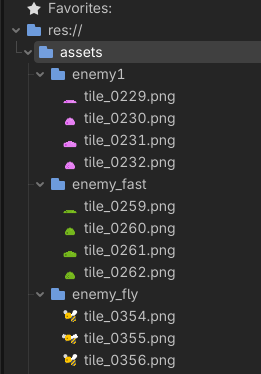 Favorites:
res://
assets
enemy1
tile_0229.png
tile_0230.png
tile_0231.png
tile_0232.png
enemy_fast
tile_0259.png
tile_0260.png
tile_0261.png
tile_0262.png
enemy_fly
tile_0354.png
tile_0355.png
tile_0356.png